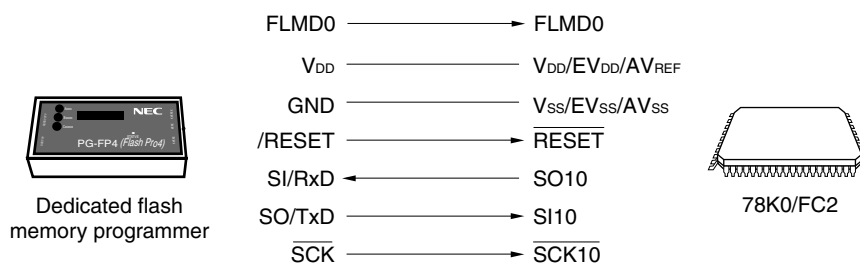 FLMD0 FLMD0
VDD VDD/EVDD/AVREF
GND VSS/EVSS/AVSS
/RESET RESET
SI/RxD SO10
SO/TxD SI10
SCK SCK10
NEC
PG-FP4 (Flash Pro4)
Dedicated flash
memory programmer
78K0/FC2